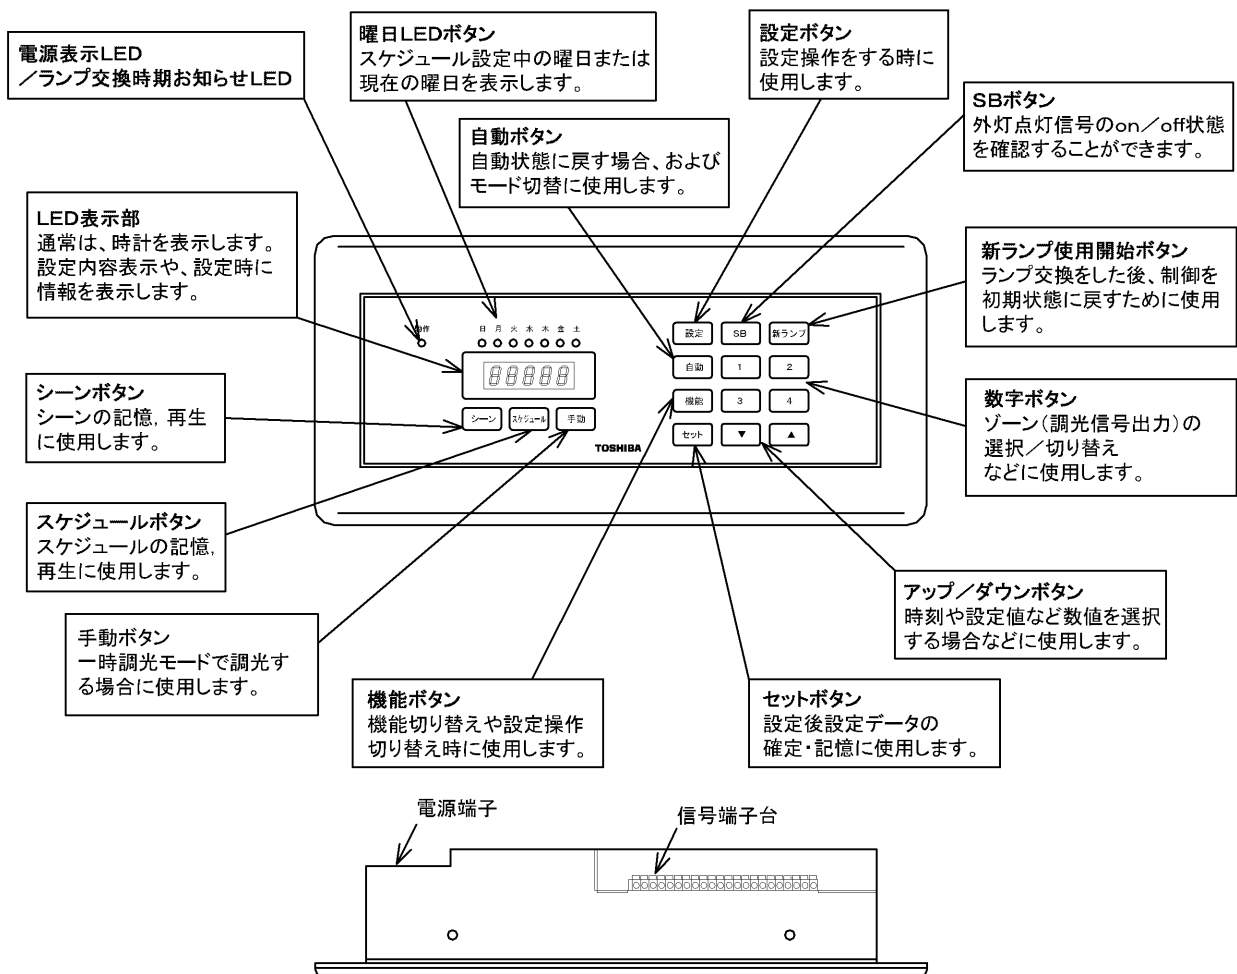 電源表示LED
／ランプ交換時期お知らせLED
曜日LEDボタン
スケジュール設定中の曜日または
現在の曜日を表示します。
設定ボタン
設定操作をする時に
使用します。
SBボタン
外灯点灯信号のon／off状態
を確認することができます。
自動ボタン
自動状態に戻す場合、および
モード切替に使用します。
LED表示部
通常は、時計を表示します。
設定内容表示や、設定時に
情報を表示します。
新ランプ使用開始ボタン
ランプ交換をした後、制御を
初期状態に戻すために使用
します。
日 月 火 水 木 金 土
88888
シーン スケジュール 手動
TOSHIBA
設定 SB 新ランプ
自動 1 2
機能 3 4
セット ▼ ▲
シーンボタン
シーンの記憶, 再生
に使用します。
数字ボタン
ゾーン（調光信号出力）の
選択／切り替え
などに使用します。
スケジュールボタン
スケジュールの記憶,
再生に使用します。
アップ／ダウンボタン
時刻や設定値など数値を選択
する場合などに使用します。
手動ボタン
一時調光モードで調光す
る場合に使用します。
機能ボタン
機能切り替えや設定操作
切り替え時に使用します。
セットボタン
設定後設定データの
確定・記憶に使用します。
電源端子
信号端子台